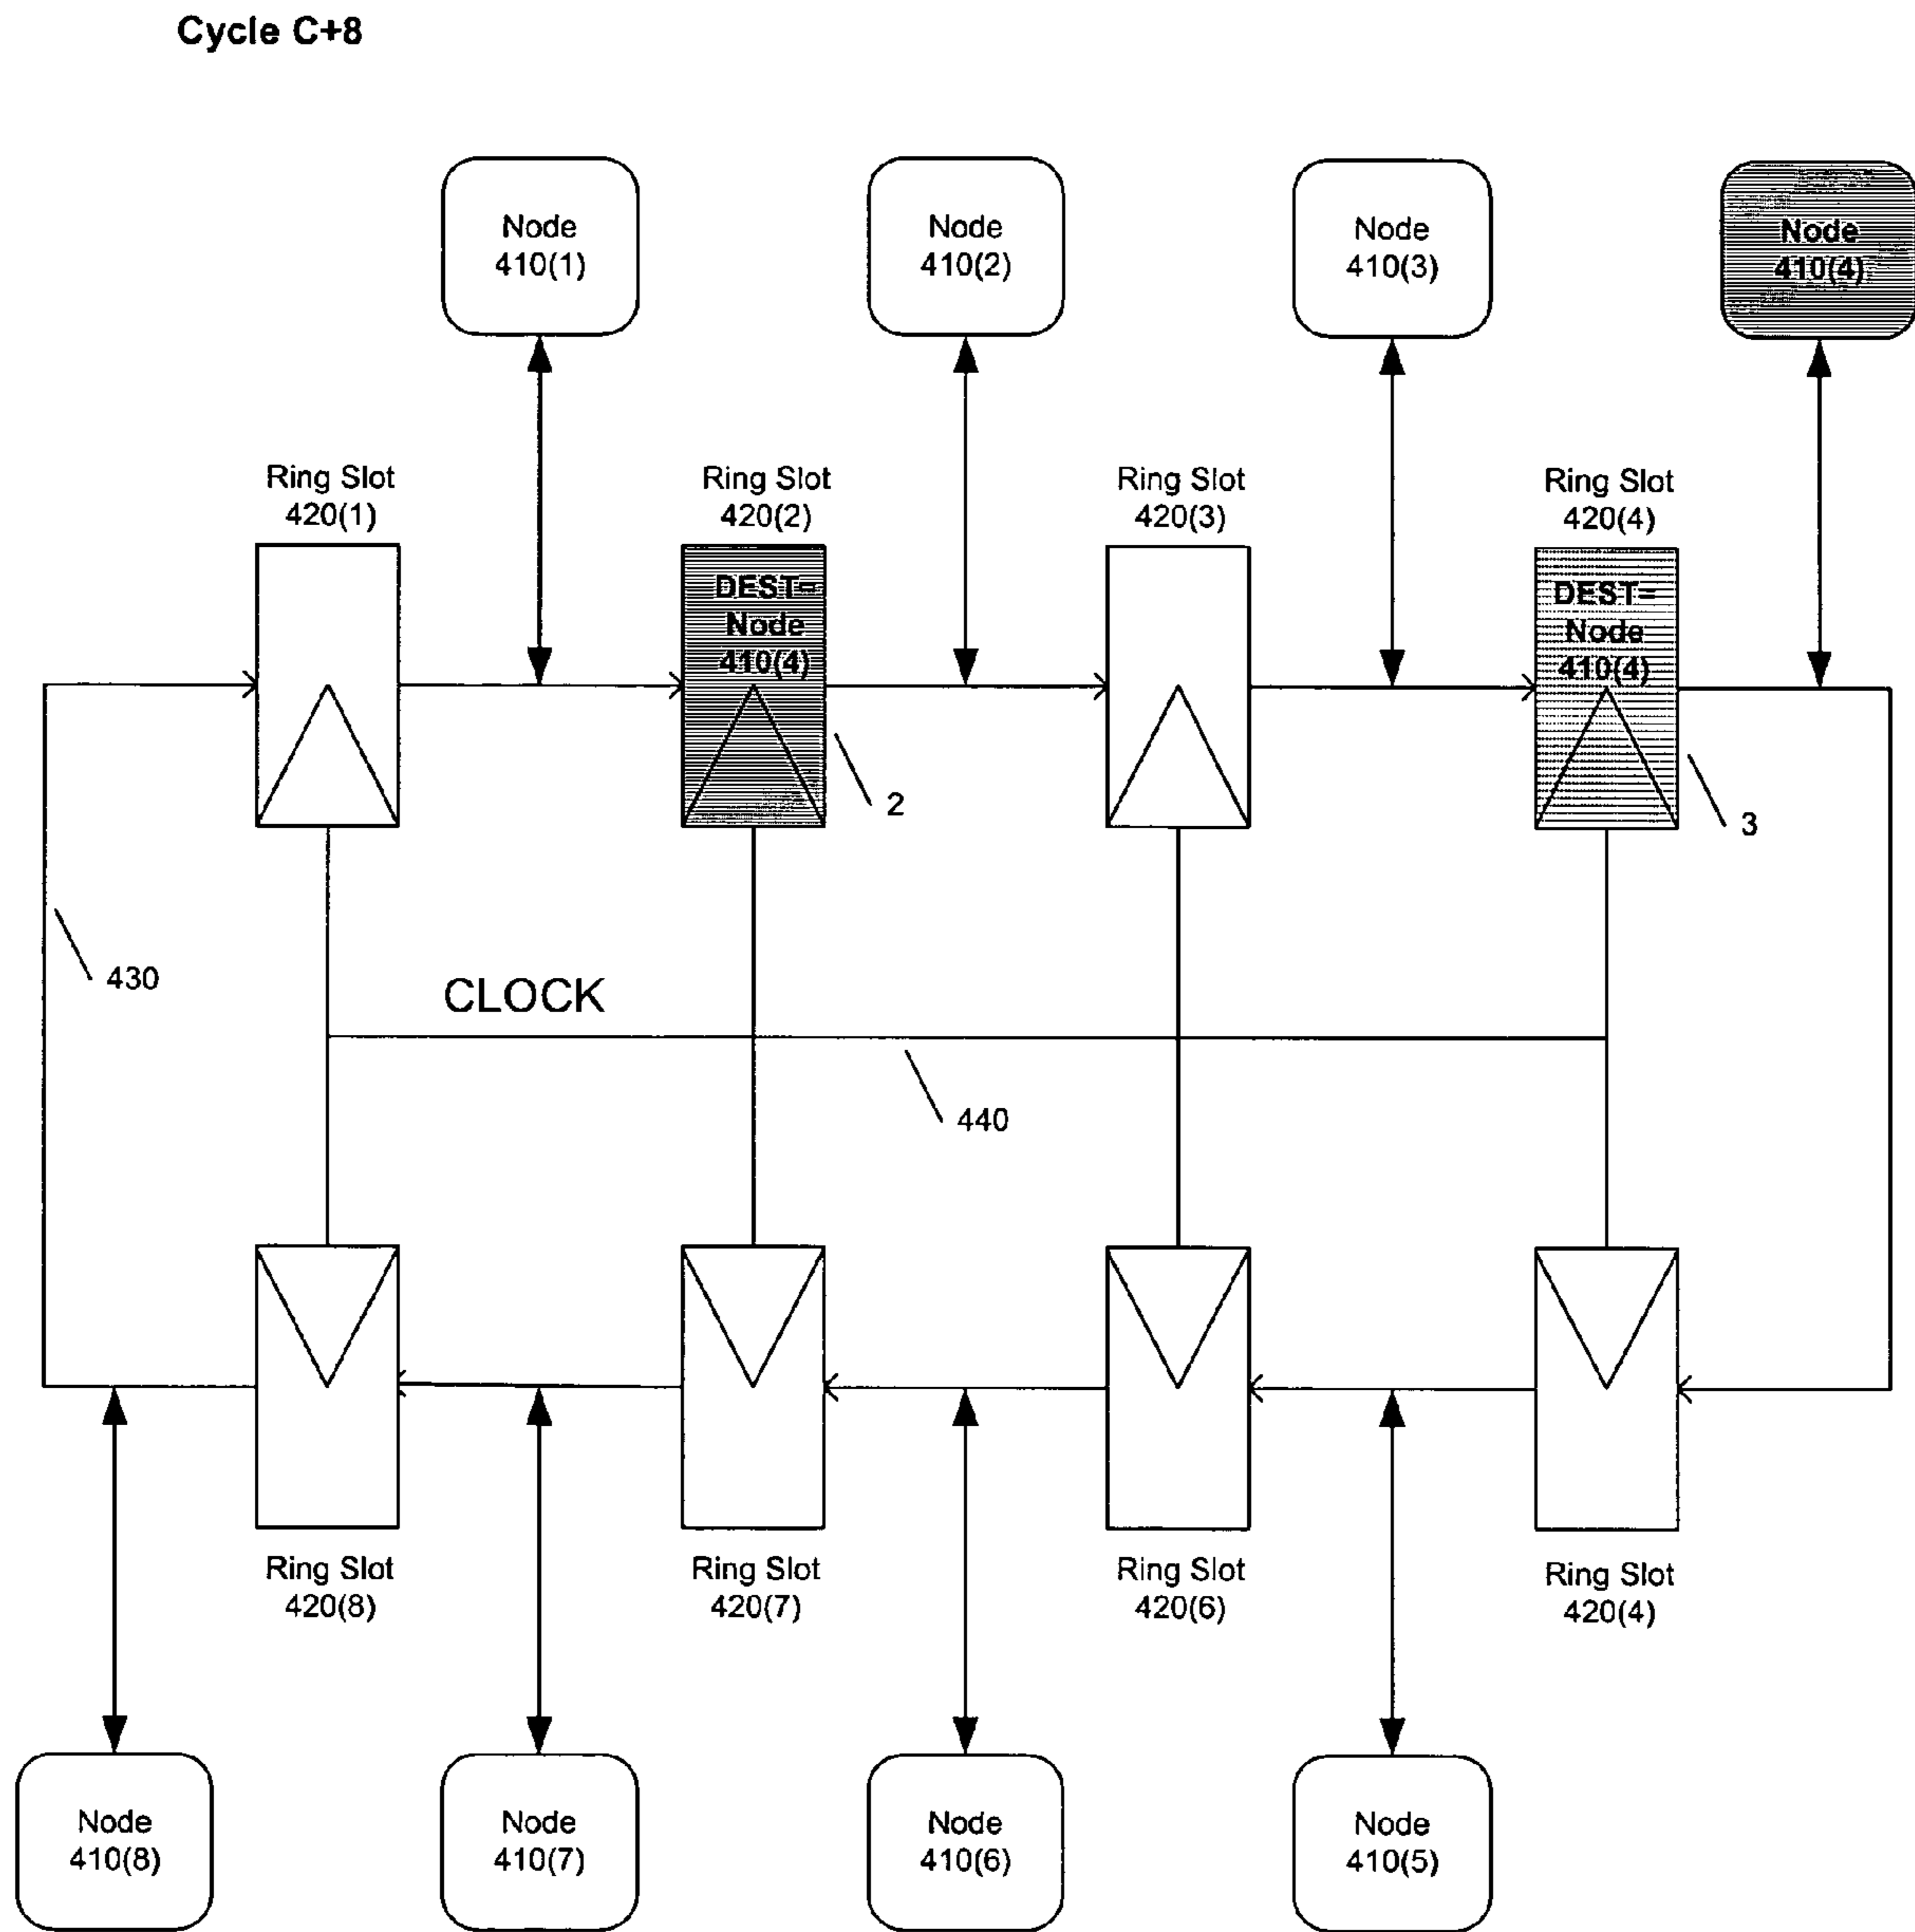 Cycle C+8
Node
410(1)
Node
410(2)
Node
410(3)
Node
410(4)
Ring Slot
420(1)
Ring Slot
420(2)
Ring Slot
420(3)
Ring Slot
420(4)
DEST=
Node
410(4)
DEST=
Node
410(4)
2
3
430
CLOCK
440
Ring Slot
420(8)
Ring Slot
420(7)
Ring Slot
420(6)
Ring Slot
420(4)
Node
410(8)
Node
410(7)
Node
410(6)
Node
410(5)